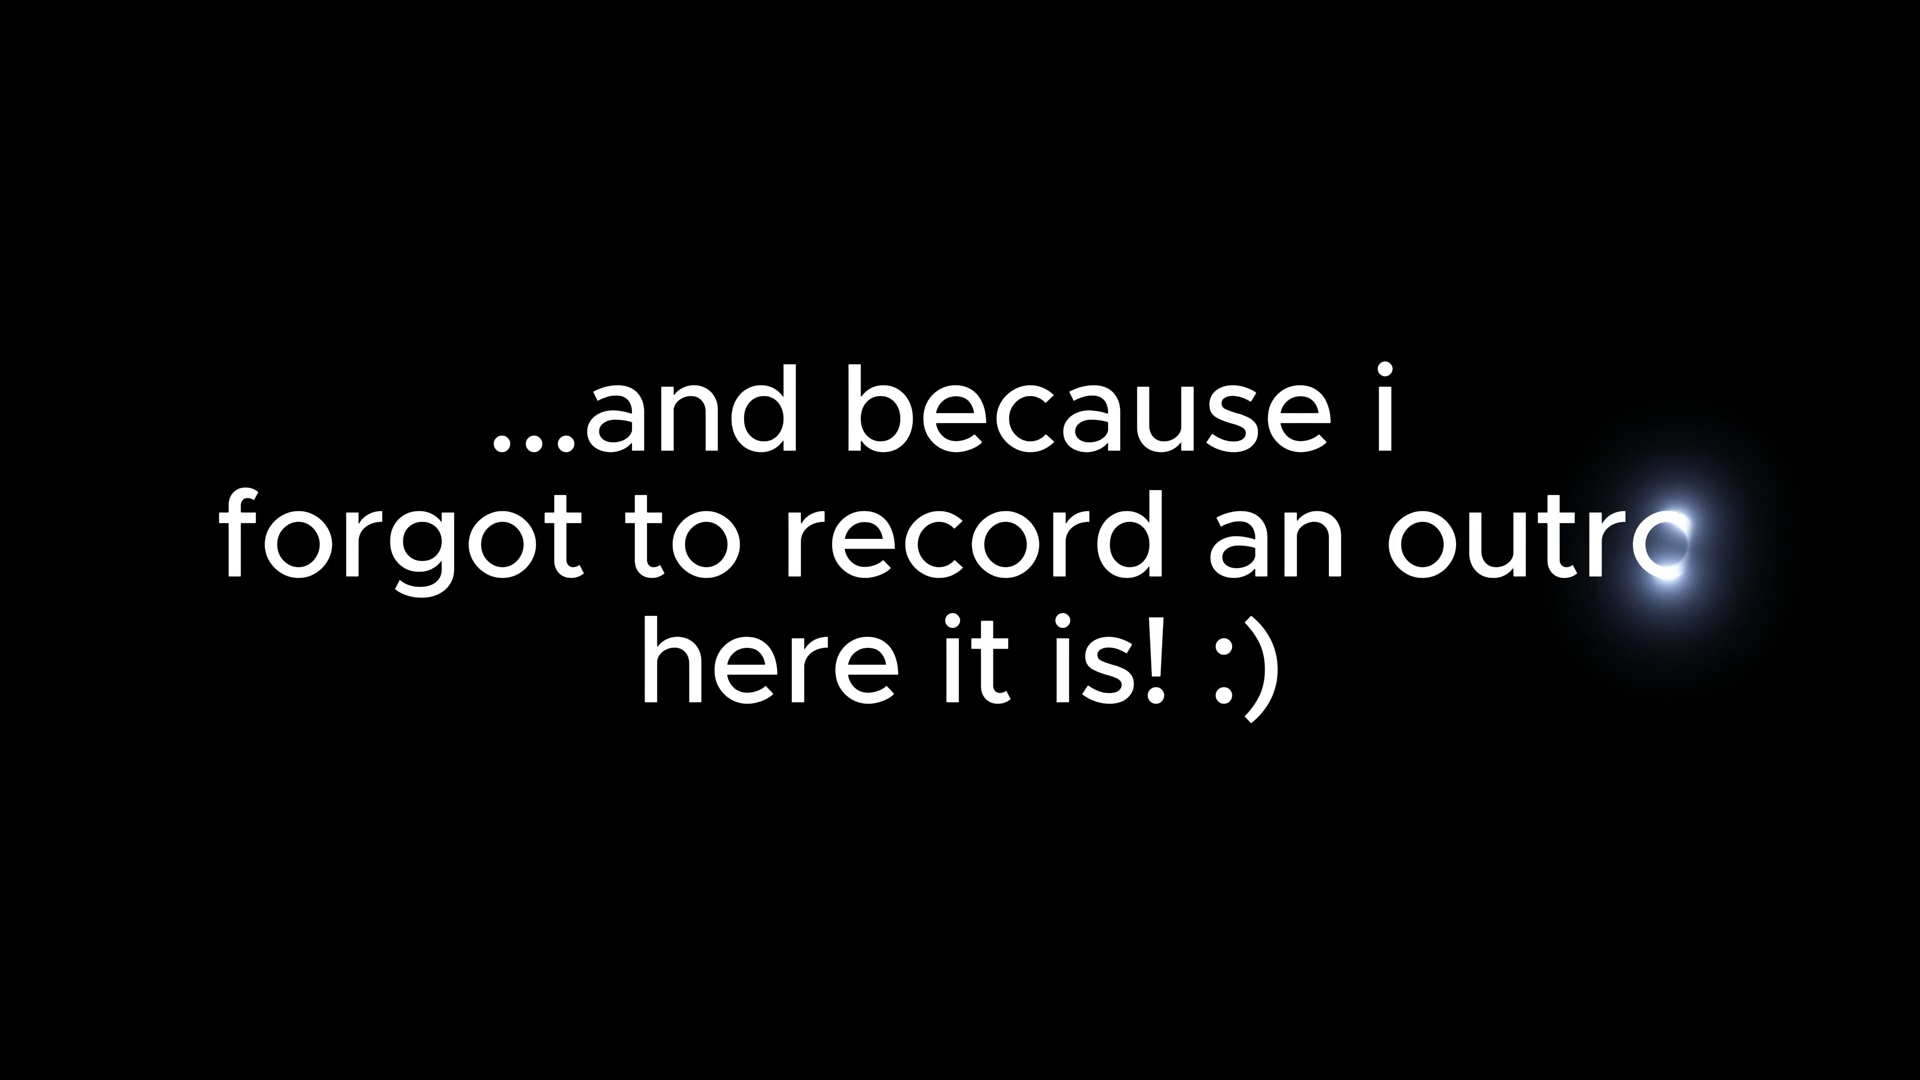 ...and because i
forgot to record an outro
here it is! :)